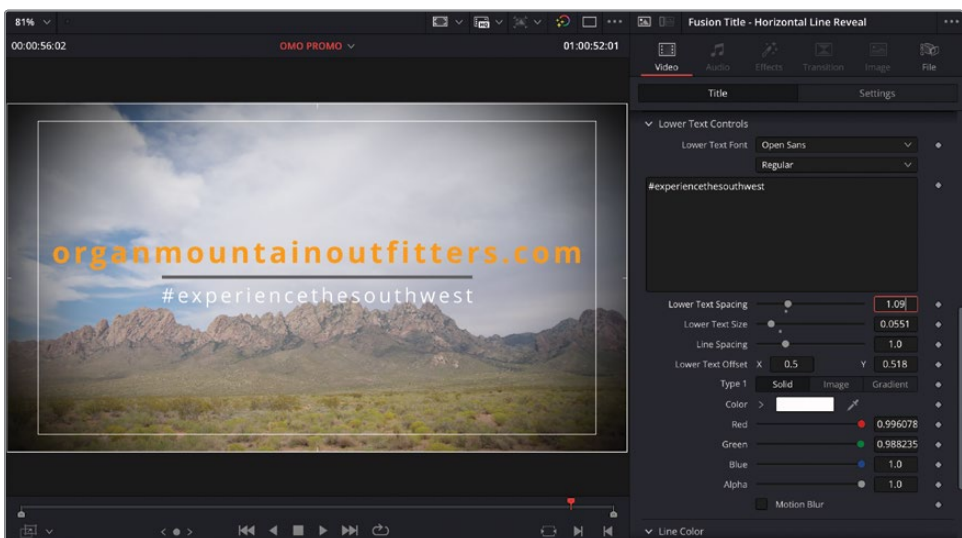 81%
00:00:56:02
OMO PROMO
01:00:52:01
organmountainoutfitters.com
#experiencethesouthwest
Fusion Title - Horizontal Line Reveal
Video Audio Effects Transition Image File
Title Settings
Lower Text Controls
Lower Text Font Open Sans
Regular
#experiencethesouthwest
Lower Text Spacing 1.09
Lower Text Size 0.0551
Line Spacing 1.0
Lower Text Offset X 0.5 Y 0.518
Type 1 Solid Image Gradient
Color
Red 0.996078
Green 0.988235
Blue 1.0
Alpha 1.0
Motion Blur
Line Color